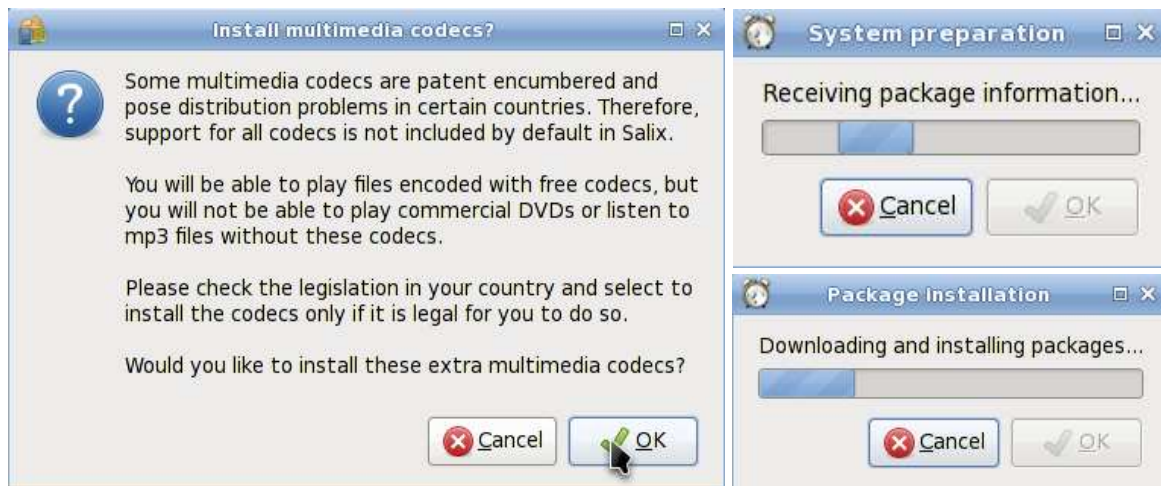 Install multimedia codecs?
Some multimedia codecs are patent encumbered and
pose distribution problems in certain countries. Therefore,
support for all codecs is not included by default in Salix.
You will be able to play files encoded with free codecs, but
you will not be able to play commercial DVDs or listen to
mp3 files without these codecs.
Please check the legislation in your country and select to
install the codecs only if it is legal for you to do so.
Would you like to install these extra multimedia codecs?
Cancel
OK
System preparation
Receiving package information...
Cancel
OK
Package Installation
Downloading and installing packages...
Cancel
OK